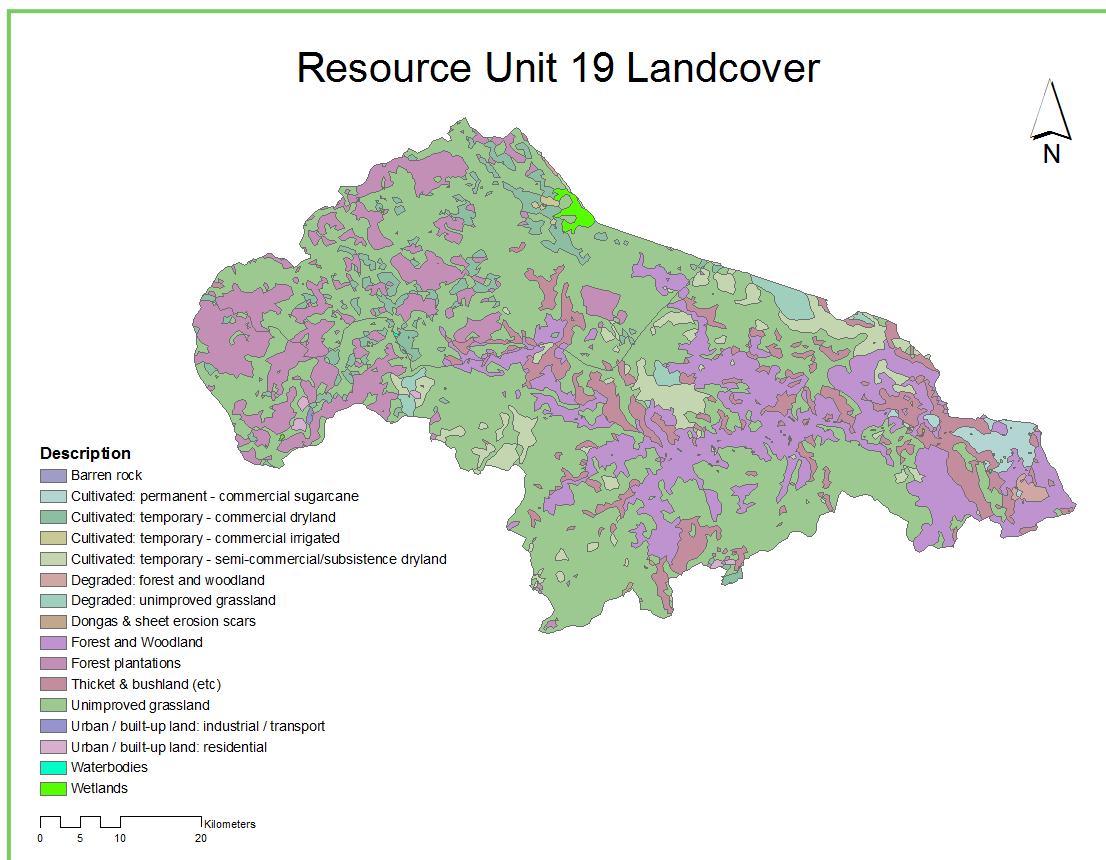 Resource Unit 19 Landcover
N
Description
Barren rock
Cultivated: permanent - commercial sugarcane
Cultivated: temporary - commercial dryland
Cultivated: temporary - commercial irrigated
Cultivated: temporary - semi-commercial/subsistence dryland
Degraded: forest and woodland
Degraded: unimproved grassland
Dongas & sheet erosion scars
Forest and Woodland
Forest plantations
Thicket & bushland (etc)
Unimproved grassland
Urban / built-up land: industrial / transport
Urban / built-up land: residential
Waterbodies
Wetlands
Kilometers
0 5 10 20